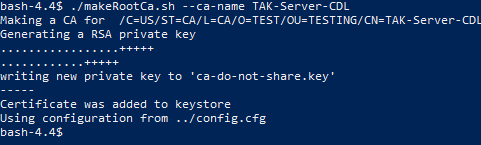 bash-4.4$ ./makeRootCa.sh --ca-name TAK-Server-CDL
Making a CA for  /C=US/ST=CA/L=CA/O=TEST/OU=TESTING/CN=TAK-Server-CDL
Generating a RSA private key
.................+++++
............+++++
writing new private key to 'ca-do-not-share.key'
-----
Certificate was added to keystore
Using configuration from ../config.cfg
bash-4.4$